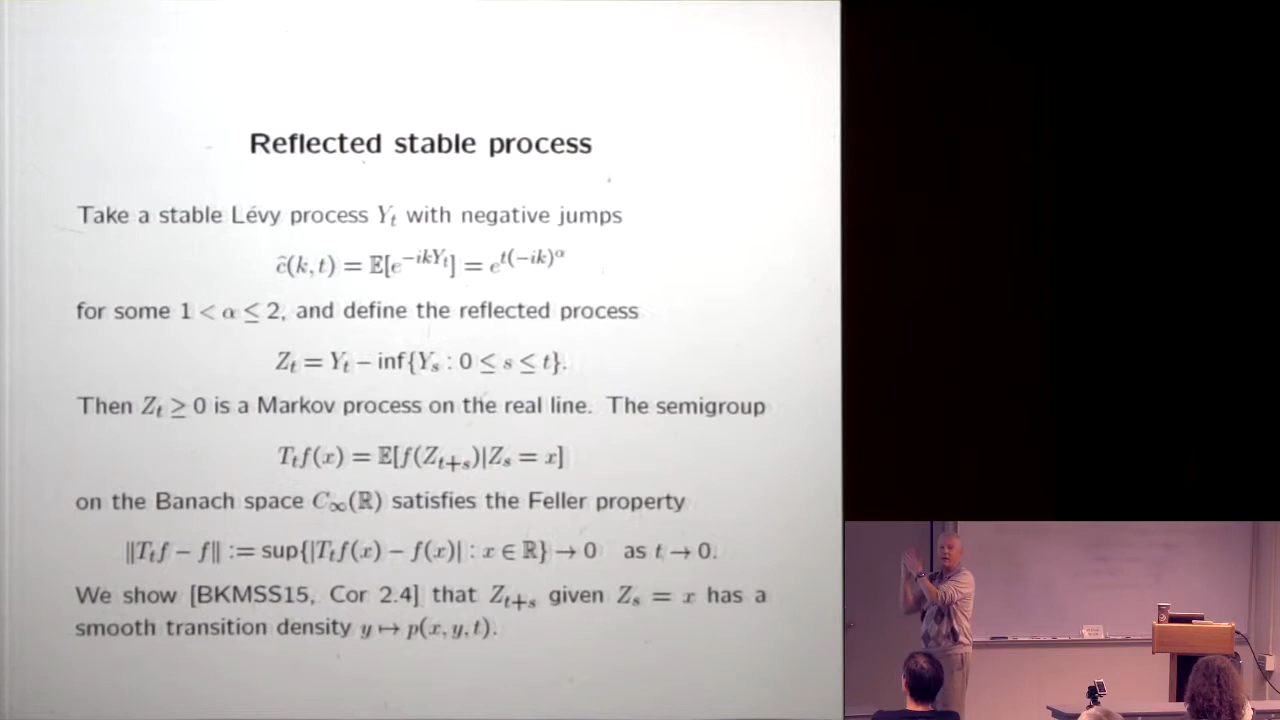 Reflected stable process
Take a stable Lévy process Y_t with negative jumps
ĉ(k, t) = 𝔼[e^{−ikY_t}] = e^{t(−ik)^α}
for some 1 < α ≤ 2, and define the reflected process
Z_t = Y_t − inf{Y_s : 0 ≤ s ≤ t}.
Then Z_t ≥ 0 is a Markov process on the real line. The semigroup
T_t f(x) = 𝔼[f(Z_{t+s})|Z_s = x]
on the Banach space C_∞(ℝ) satisfies the Feller property
‖T_t f − f‖ := sup{|T_t f(x) − f(x)| : x ∈ ℝ} → 0 as t → 0.
We show [BKMSS15, Cor 2.4] that Z_{t+s} given Z_s = x has a
smooth transition density y ↦ p(x, y, t).